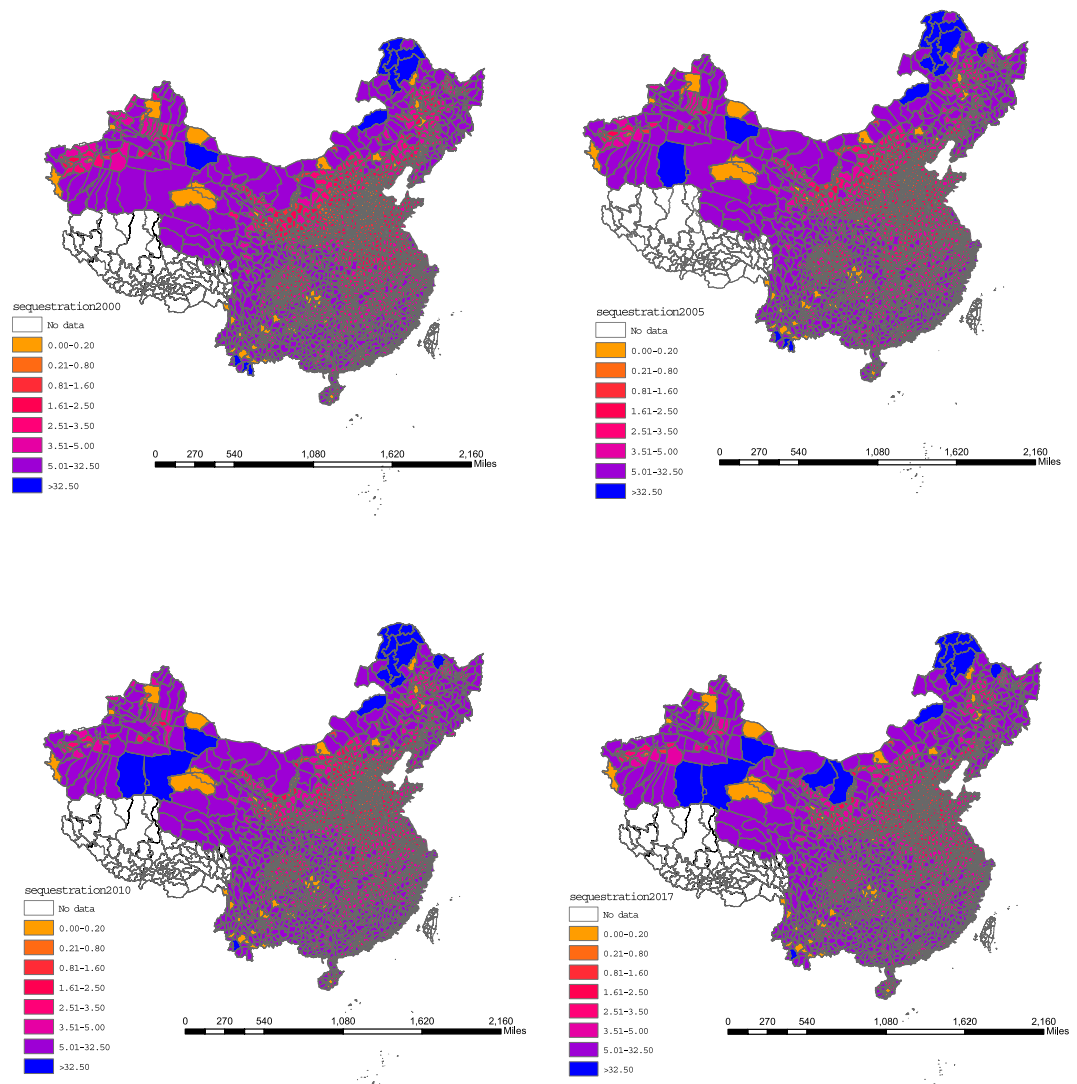 sequestration2000
No data
0.00-0.20
0.21-0.80
0.81-1.60
1.61-2.50
2.51-3.50
3.51-5.00
5.01-32.50
>32.50
0 270 540 1,080 1,620 2,160
Miles
sequestration2005
No data
0.00-0.20
0.21-0.80
0.81-1.60
1.61-2.50
2.51-3.50
3.51-5.00
5.01-32.50
>32.50
0 270 540 1,080 1,620 2,160
Miles
sequestration2010
No data
0.00-0.20
0.21-0.80
0.81-1.60
1.61-2.50
2.51-3.50
3.51-5.00
5.01-32.50
>32.50
0 270 540 1,080 1,620 2,160
Miles
sequestration2017
No data
0.00-0.20
0.21-0.80
0.81-1.60
1.61-2.50
2.51-3.50
3.51-5.00
5.01-32.50
>32.50
0 270 540 1,080 1,620 2,160
Miles